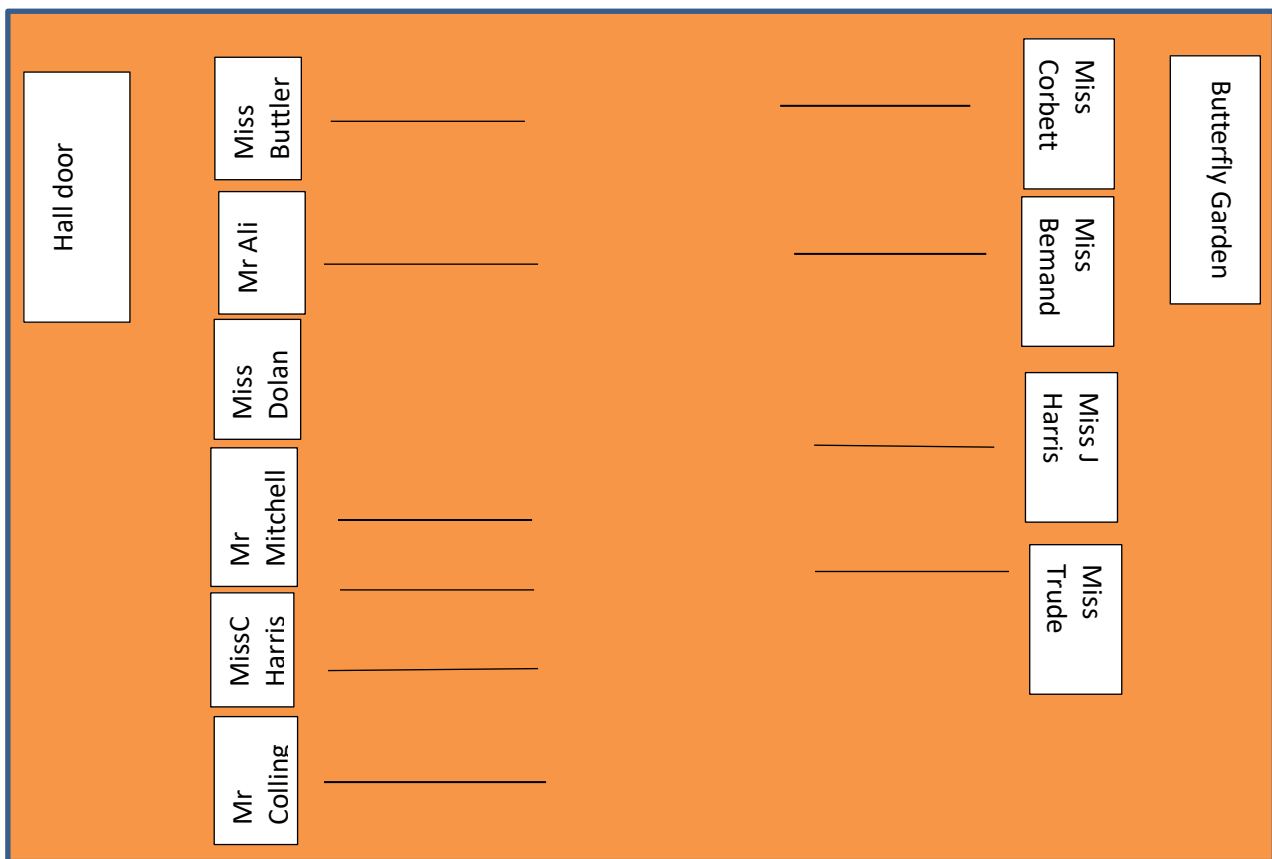 Hall door
Miss
Buttler
Mr Ali
Miss
Dolan
Mr
Mitchell
MissC
Harris
Mr
Colling
Miss
Corbett
Miss
Bemand
Miss J
Harris
Miss
Trude
Butterfly Garden